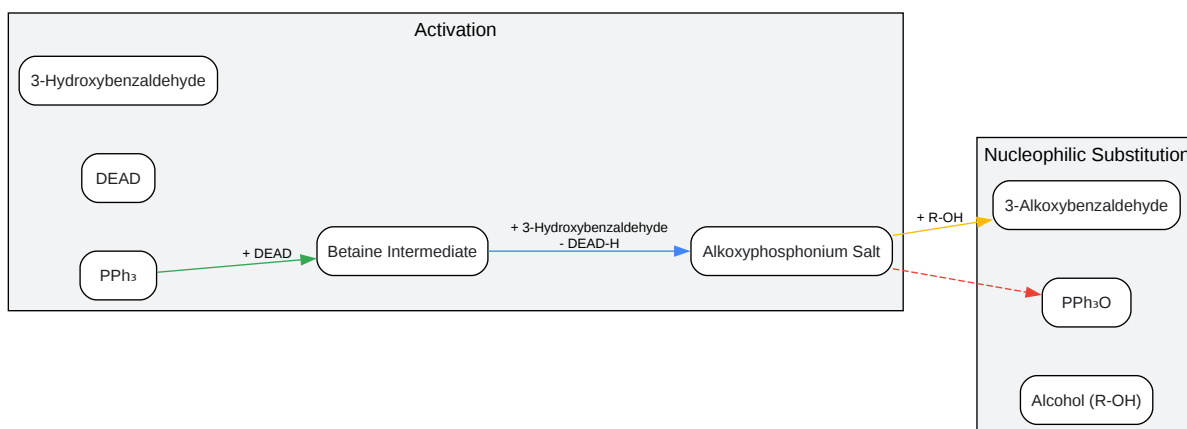 Activation
3-Hydroxybenzaldehyde
DEAD
PPh₃
+ DEAD
Betaine Intermediate
+ 3-Hydroxybenzaldehyde
- DEAD-H
Alkoxyphosphonium Salt
+ R-OH
Nucleophilic Substitution
3-Alkoxybenzaldehyde
PPh₃O
Alcohol (R-OH)